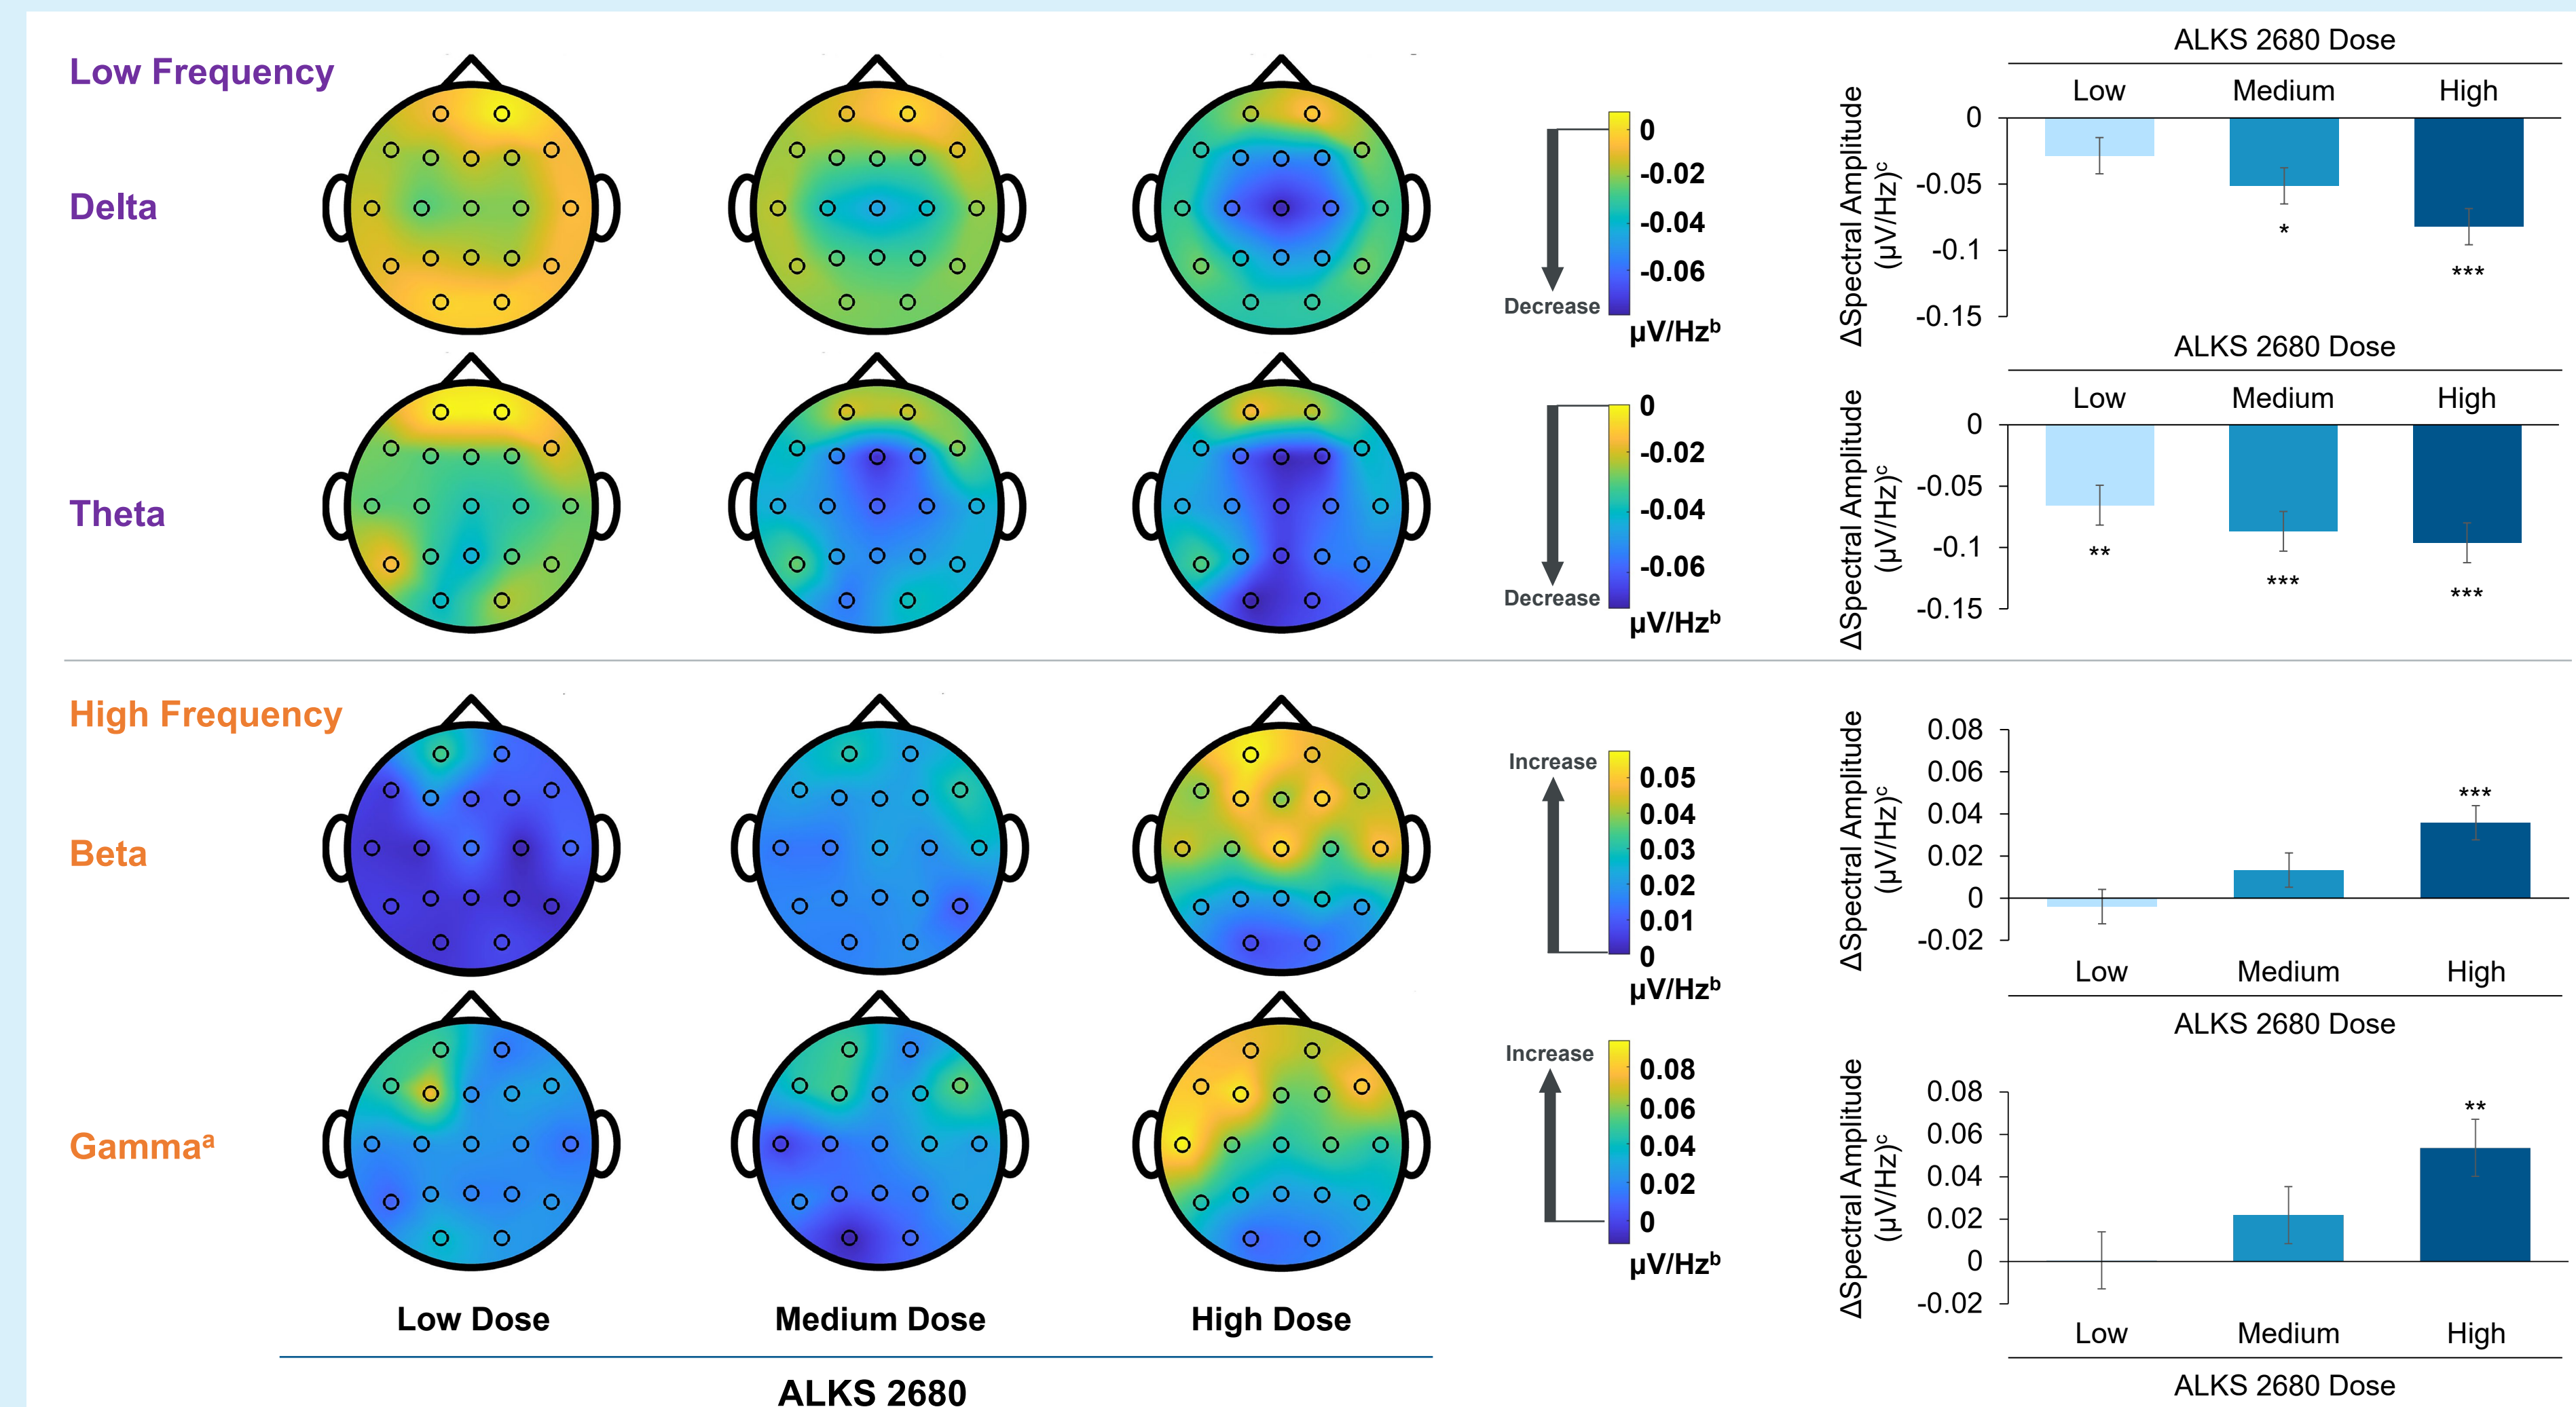 Low Frequency
Delta
0
-0.02
-0.04
-0.06
Decrease
µV/Hzᵇ
ALKS 2680 Dose
Low Medium High
ΔSpectral Amplitude
(µV/Hz)ᶜ
0
-0.05
-0.1
-0.15
*
***
Theta
0
-0.02
-0.04
-0.06
Decrease
µV/Hzᵇ
ALKS 2680 Dose
Low Medium High
ΔSpectral Amplitude
(µV/Hz)ᶜ
0
-0.05
-0.1
-0.15
**
***
***
High Frequency
Beta
Increase
0.05
0.04
0.03
0.02
0.01
0
µV/Hzᵇ
ΔSpectral Amplitude
(µV/Hz)ᶜ
0.08
0.06
0.04
0.02
0
-0.02
***
Low Medium High
ALKS 2680 Dose
Gammaᵃ
Increase
0.08
0.06
0.04
0.02
0
µV/Hzᵇ
ΔSpectral Amplitude
(µV/Hz)ᶜ
0.08
0.06
0.04
0.02
0
-0.02
**
Low Medium High
ALKS 2680 Dose
Low Dose Medium Dose High Dose
ALKS 2680